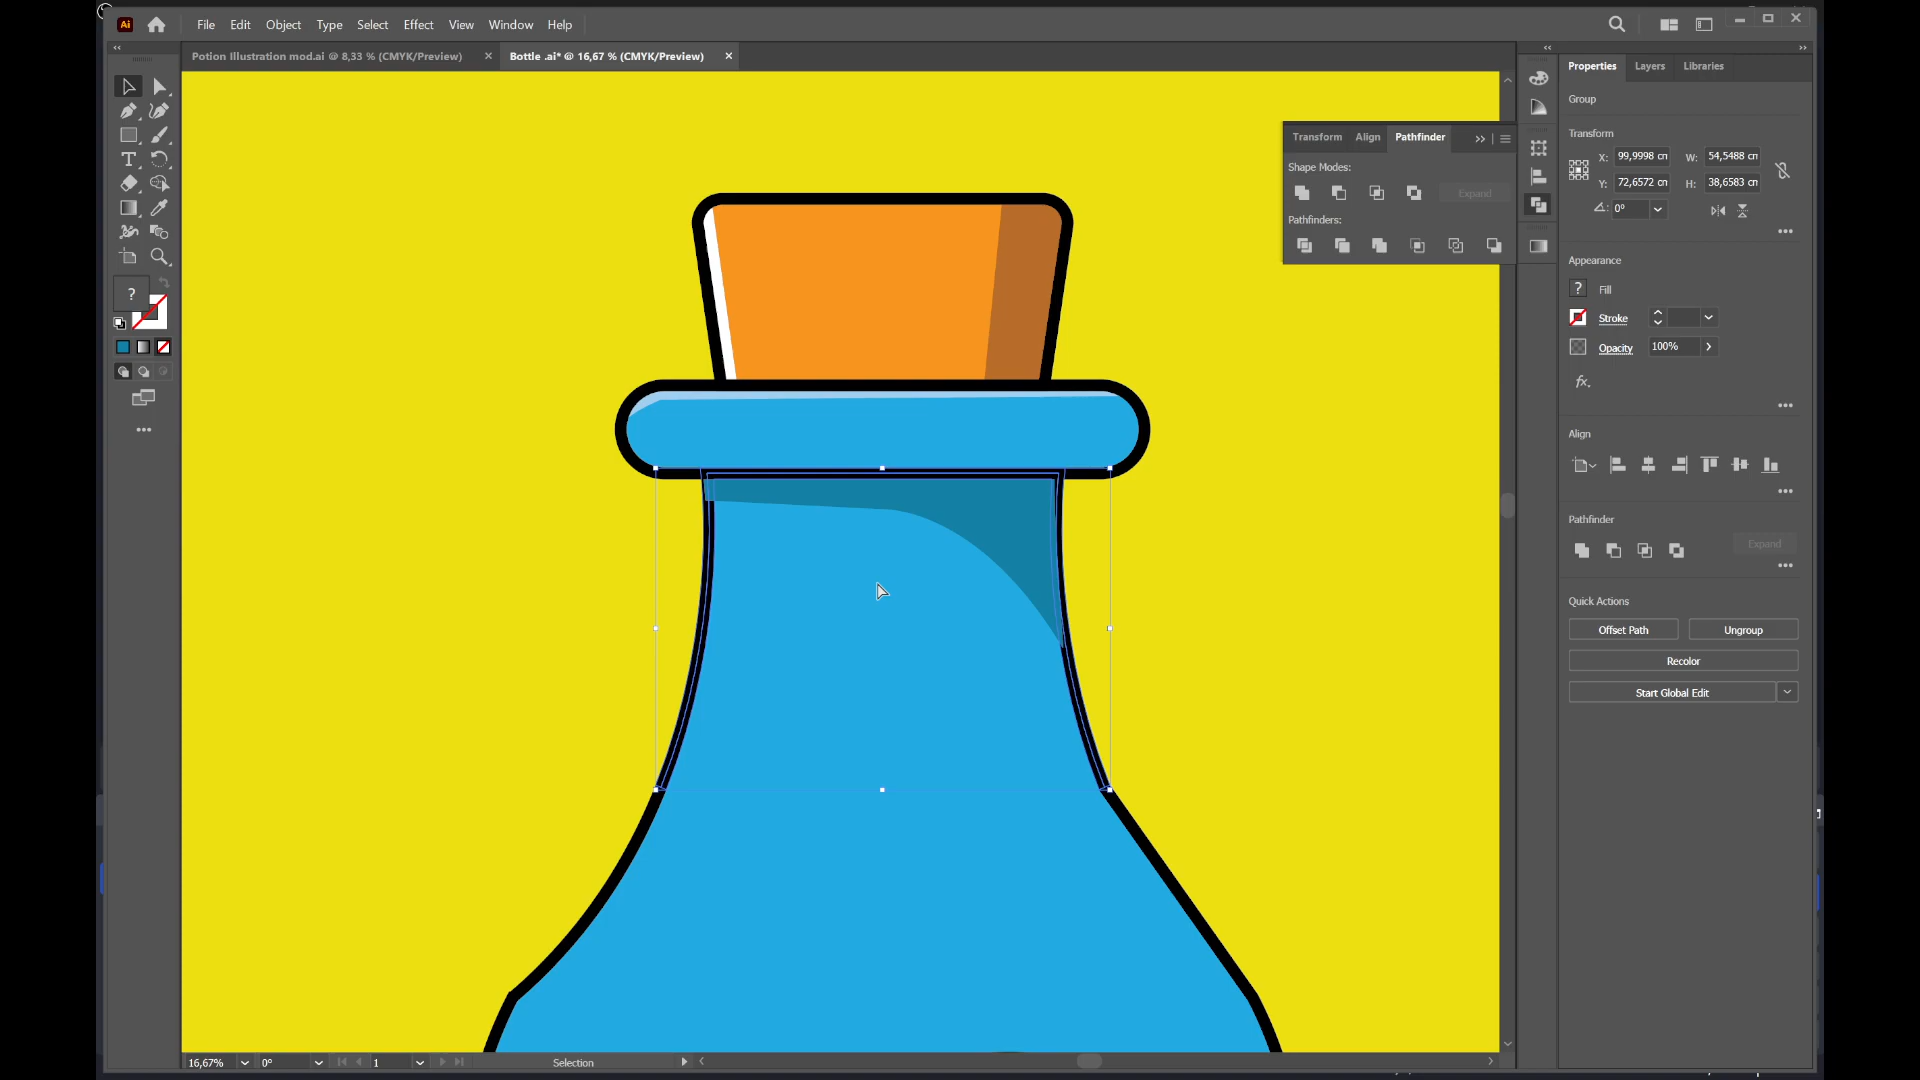 Ai File Edit Object Type Select Effect View Window Help
Potion Illustration mod.ai @ 8,33 % (CMYK/Preview) × Bottle .ai* @ 16,67 % (CMYK/Preview) ×
Properties Layers Libraries
Group
Transform
X: 99,9998 cm W: 54,5488 cm
Y: 72,6572 cm H: 38,6583 cm
0°
Appearance
? Fill
Stroke
Opacity 100%
fx.
Align
Pathfinder
Expand
Quick Actions
Offset Path Ungroup
Recolor
Start Global Edit
Transform Align Pathfinder
Shape Modes:
Expand
Pathfinders:
T
?
16,67% 0° 1 Selection